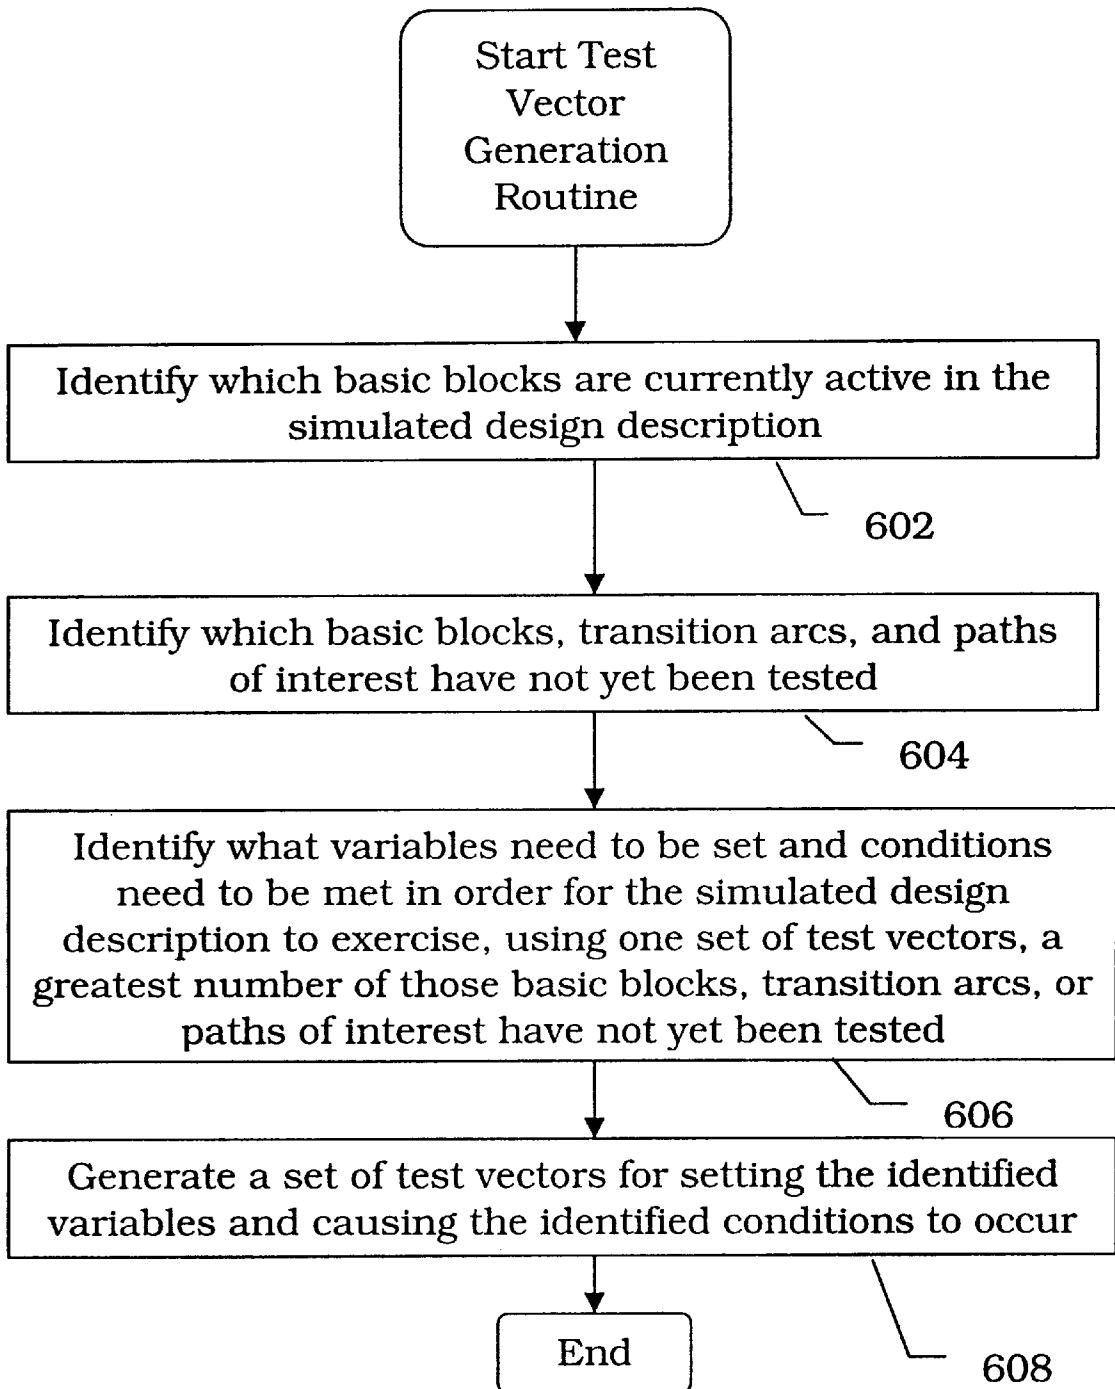 Start Test
Vector
Generation
Routine
Identify which basic blocks are currently active in the
simulated design description
602
Identify which basic blocks, transition arcs, and paths
of interest have not yet been tested
604
Identify what variables need to be set and conditions
need to be met in order for the simulated design
description to exercise, using one set of test vectors, a
greatest number of those basic blocks, transition arcs, or
paths of interest have not yet been tested
606
Generate a set of test vectors for setting the identified
variables and causing the identified conditions to occur
End
608